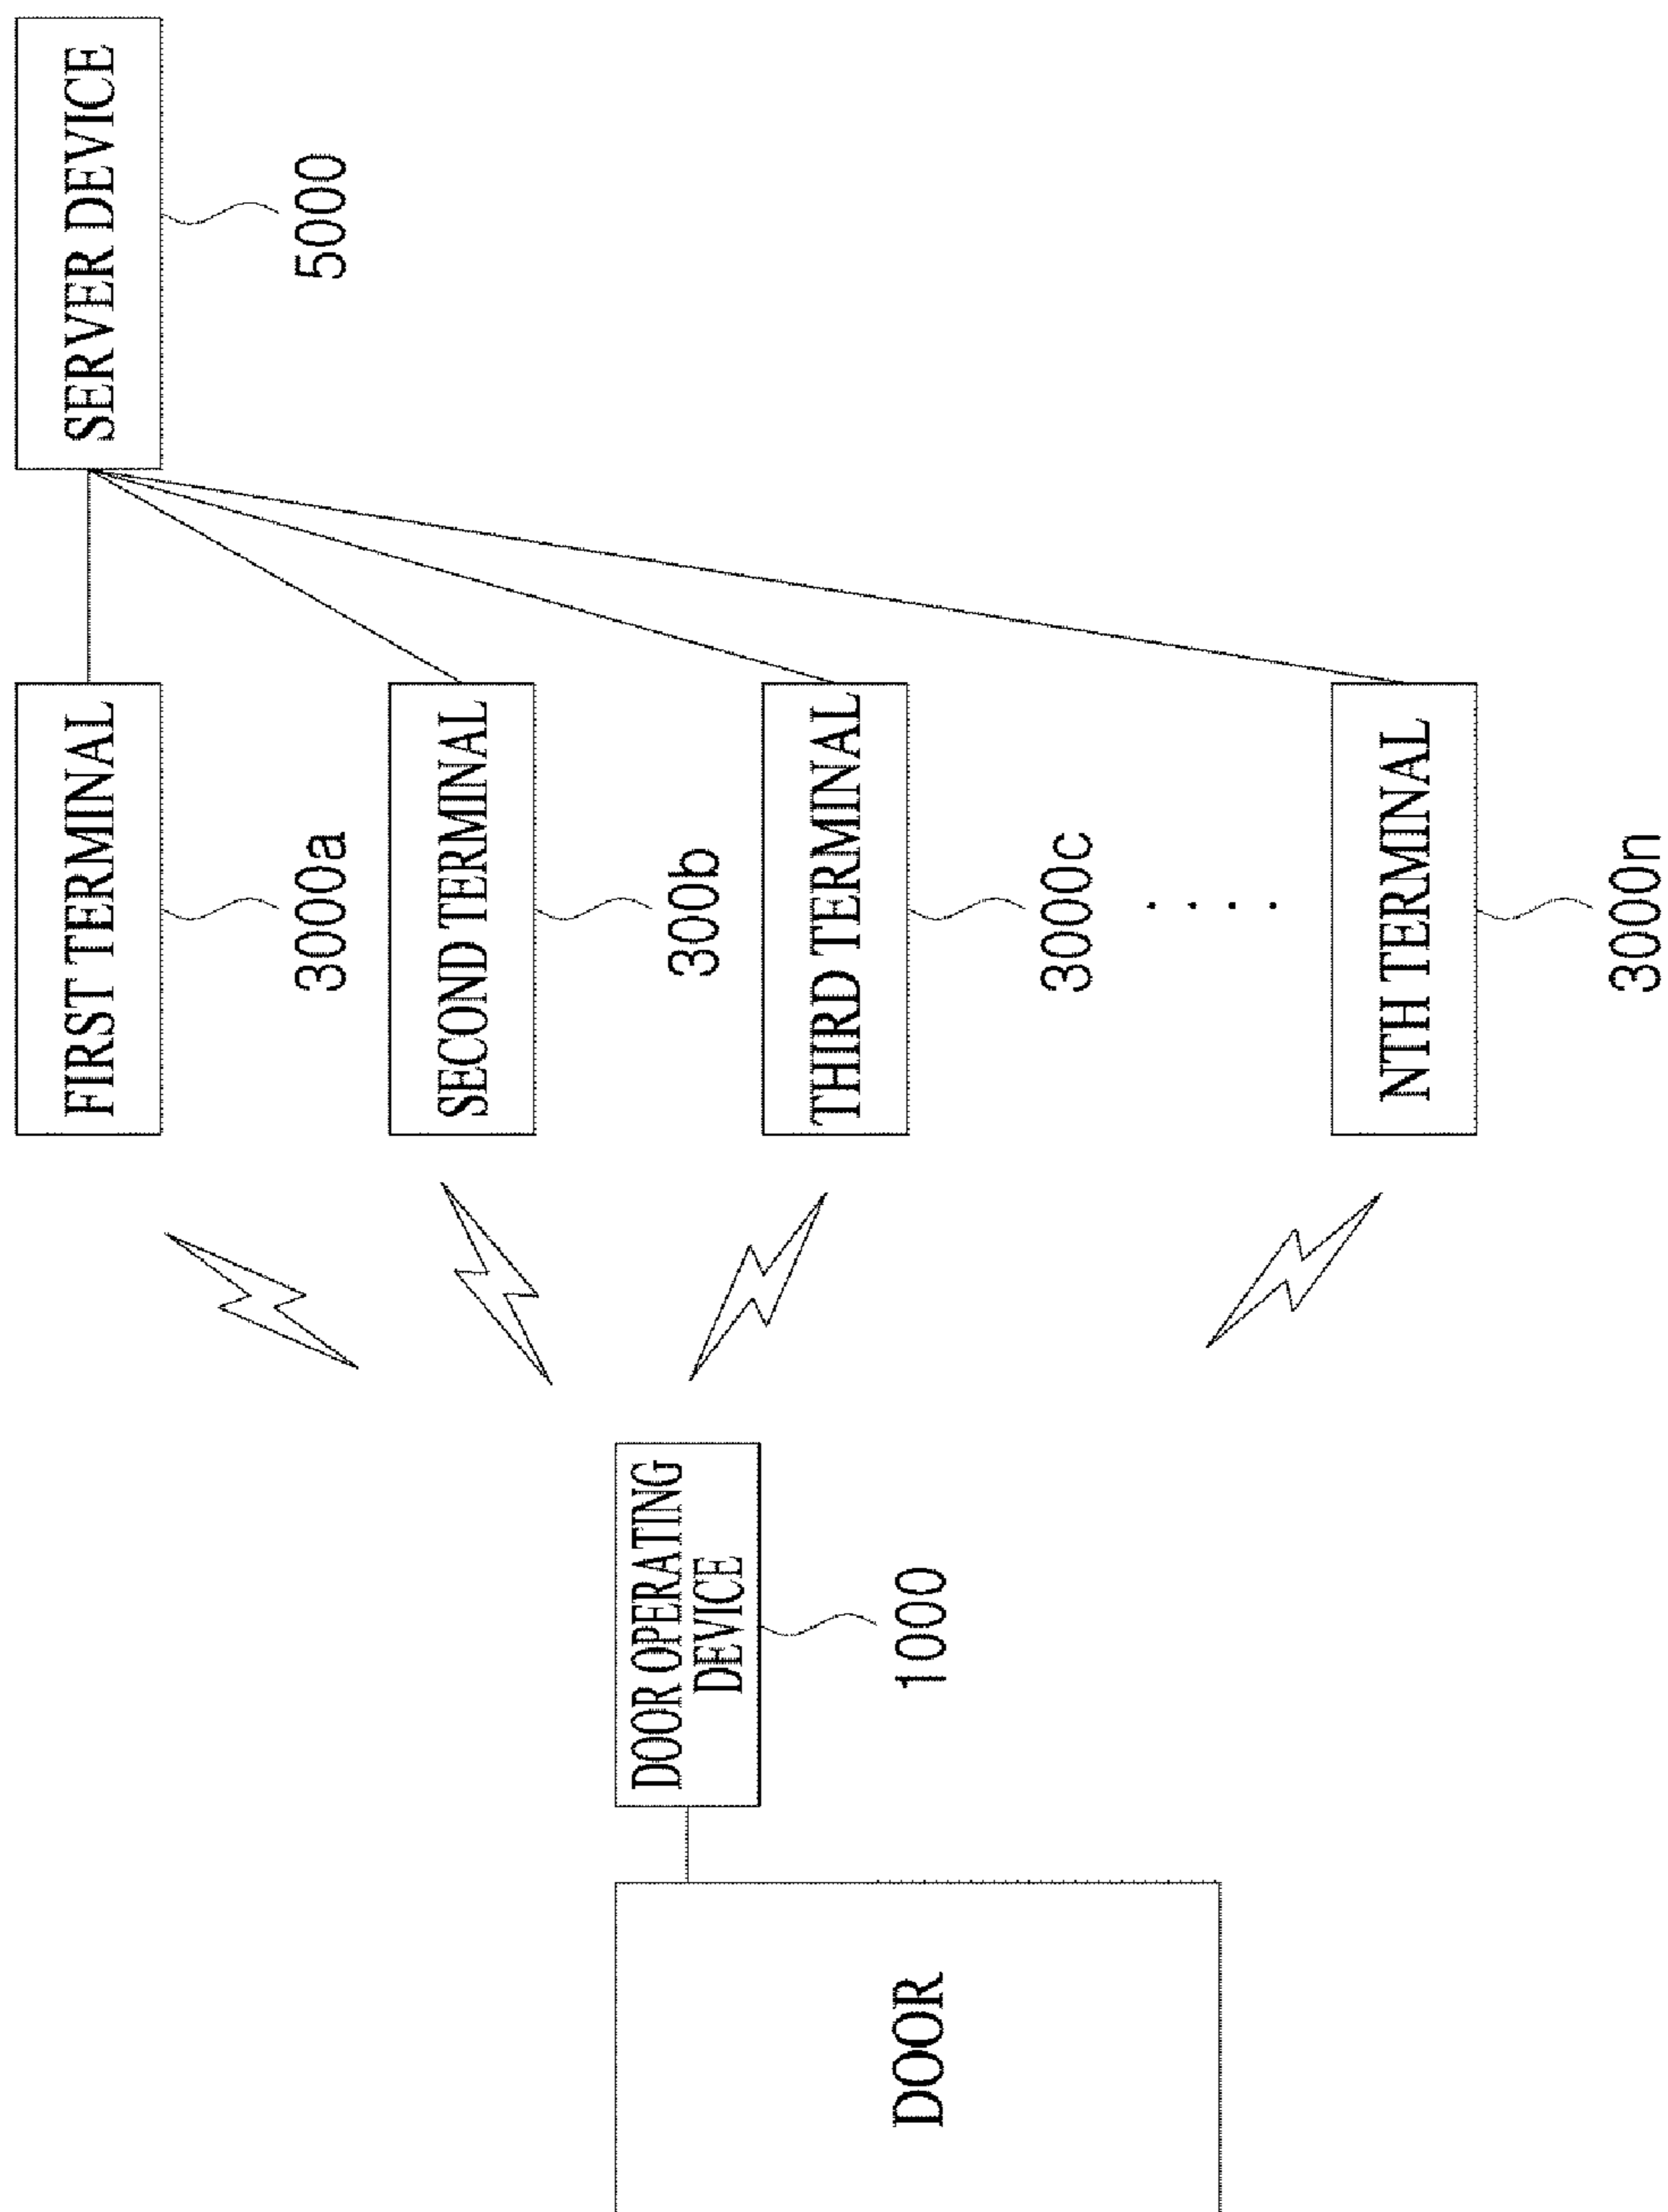 FIRST TERMINAL
SERVER DEVICE
3000a
5000
SECOND TERMINAL
300b
DOOR OPERATING
DEVICE
1000
THIRD TERMINAL
3000c
DOOR
. . . .
NTH TERMINAL
3000n